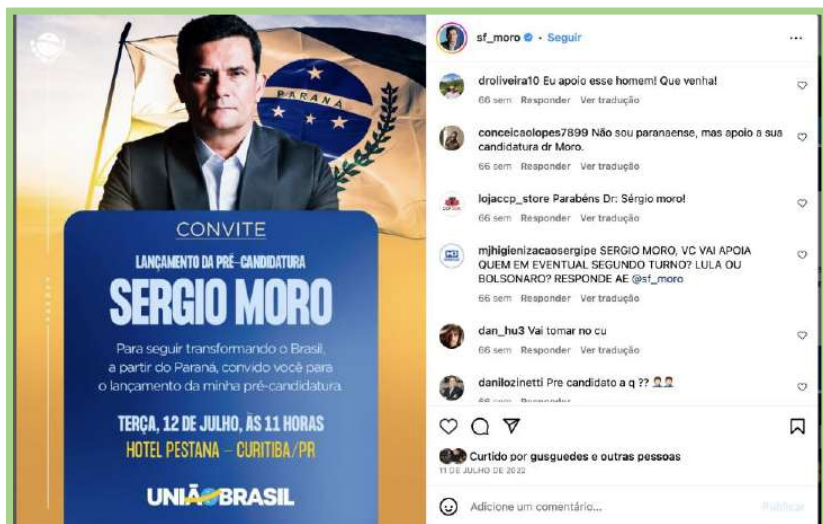 PARANÁ
CONVITE
LANÇAMENTO DA PRÉ-CANDIDATURA
SERGIO MORO
Para seguir transformando o Brasil,
a partir do Paraná, convido você para
o lançamento da minha pré-candidatura.
TERÇA, 12 DE JULHO, ÀS 11 HORAS
HOTEL PESTANA – CURITIBA/PR
UNIÃO BRASIL
sf_moro • Seguir
droliveira10 Eu apoio esse homem! Que venha!
66 sem Responder Ver tradução
conceicaolopes7899 Não sou paranaense, mas apoio a sua
candidatura dr Moro.
66 sem Responder Ver tradução
lojaccp_store Parabéns Dr: Sérgio moro!
66 sem Responder Ver tradução
mjhigienizacaosergipe SERGIO MORO, VC VAI APOIA
QUEM EM EVENTUAL SEGUNDO TURNO? LULA OU
BOLSONARO? RESPONDE AE @sf_moro
66 sem Responder Ver tradução
dan_hu3 Vai tomar no cu
66 sem Responder Ver tradução
danilozinetti Pre candidato a q ??
66 sem Responder
Curtido por gusguedes e outras pessoas
11 DE JULHO DE 2022
Adicione um comentário...
Publicar